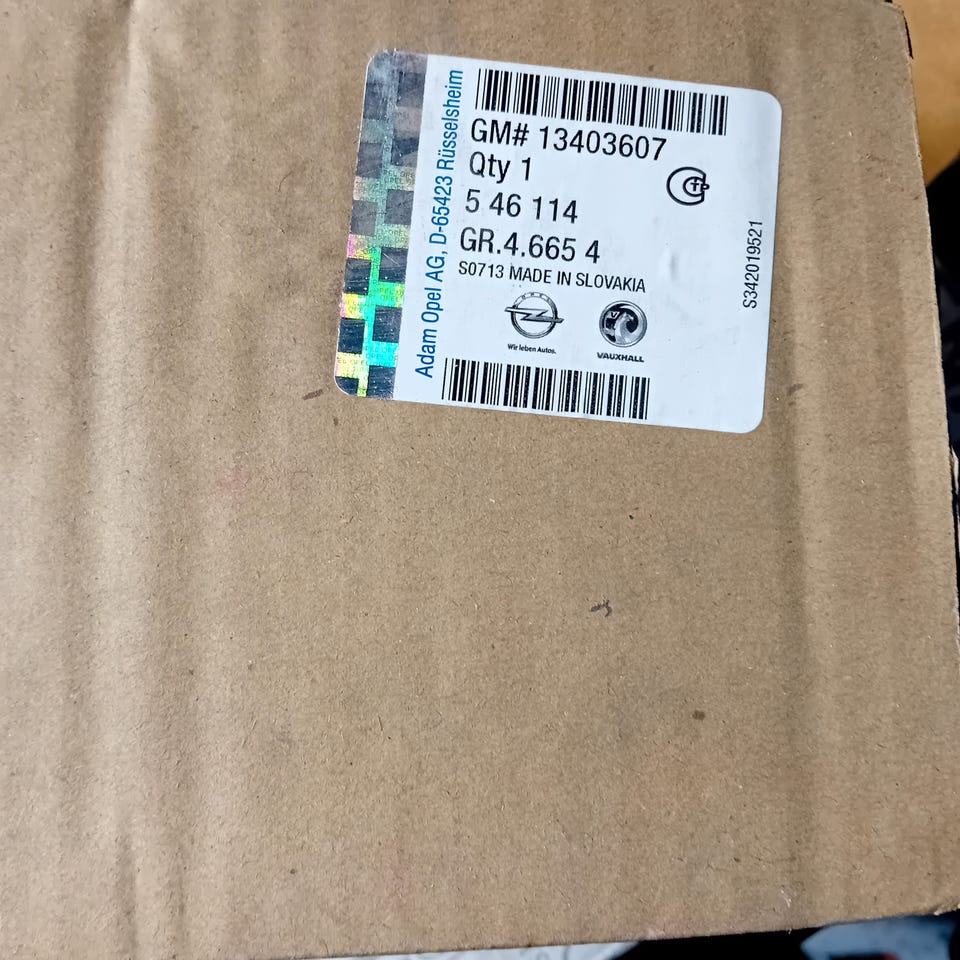 Adam Opel AG, D-65423 Rüsselsheim
GM# 13403607
Qty 1
5 46 114
GR.4.665 4
S0713 MADE IN SLOVAKIA
OPEL
Wir leben Autos.
VAUXHALL
S342019521